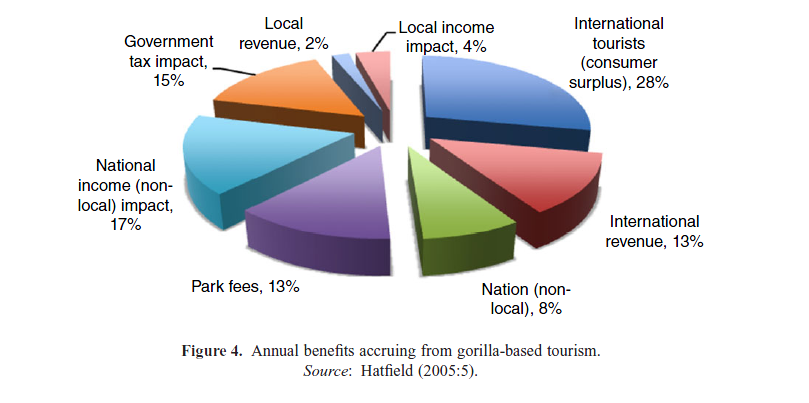 Local
revenue, 2%
Local income
impact, 4%
International
tourists
(consumer
surplus), 28%
Government
tax impact,
15%
National
income (non-
local) impact,
17%
International
revenue, 13%
Park fees, 13%
Nation (non-
local), 8%
Figure 4. Annual benefits accruing from gorilla-based tourism.
Source: Hatfield (2005:5).